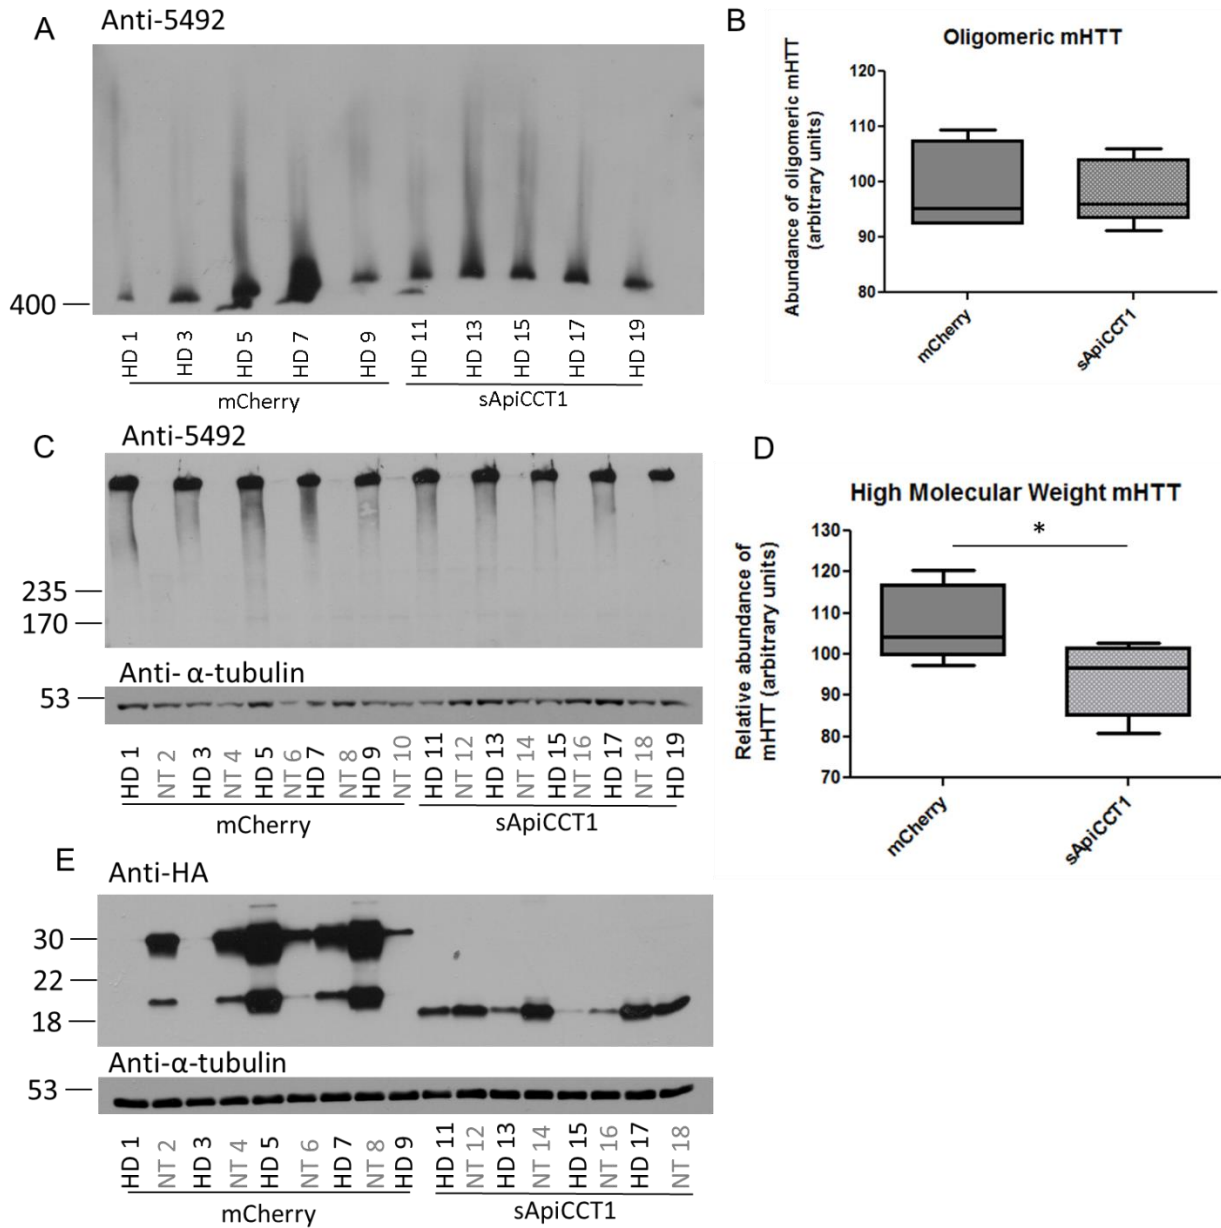 A
Anti-5492
400
HD 1 HD 3 HD 5 HD 7 HD 9 HD 11 HD 13 HD 15 HD 17 HD 19
mCherry sApiCCT1
B
Oligomeric mHTT
Abundance of oligomeric mHTT
(arbitrary units)
120
110
100
90
80
mCherry sApiCCT1
C
Anti-5492
235
170
Anti- α-tubulin
53
HD 1 NT 2 HD 3 NT 4 HD 5 NT 6 HD 7 NT 8 HD 9 NT 10 HD 11 NT 12 HD 13 NT 14 HD 15 NT 16 HD 17 NT 18 HD 19
mCherry sApiCCT1
D
High Molecular Weight mHTT
Relative abundance of
mHTT (arbitrary units)
130
120
110
100
90
80
70
*
mCherry sApiCCT1
E
Anti-HA
30
22
18
Anti-α-tubulin
53
HD 1 NT 2 HD 3 NT 4 HD 5 NT 6 HD 7 NT 8 HD 9 HD 11 NT 12 HD 13 NT 14 HD 15 NT 16 HD 17 NT 18
mCherry sApiCCT1